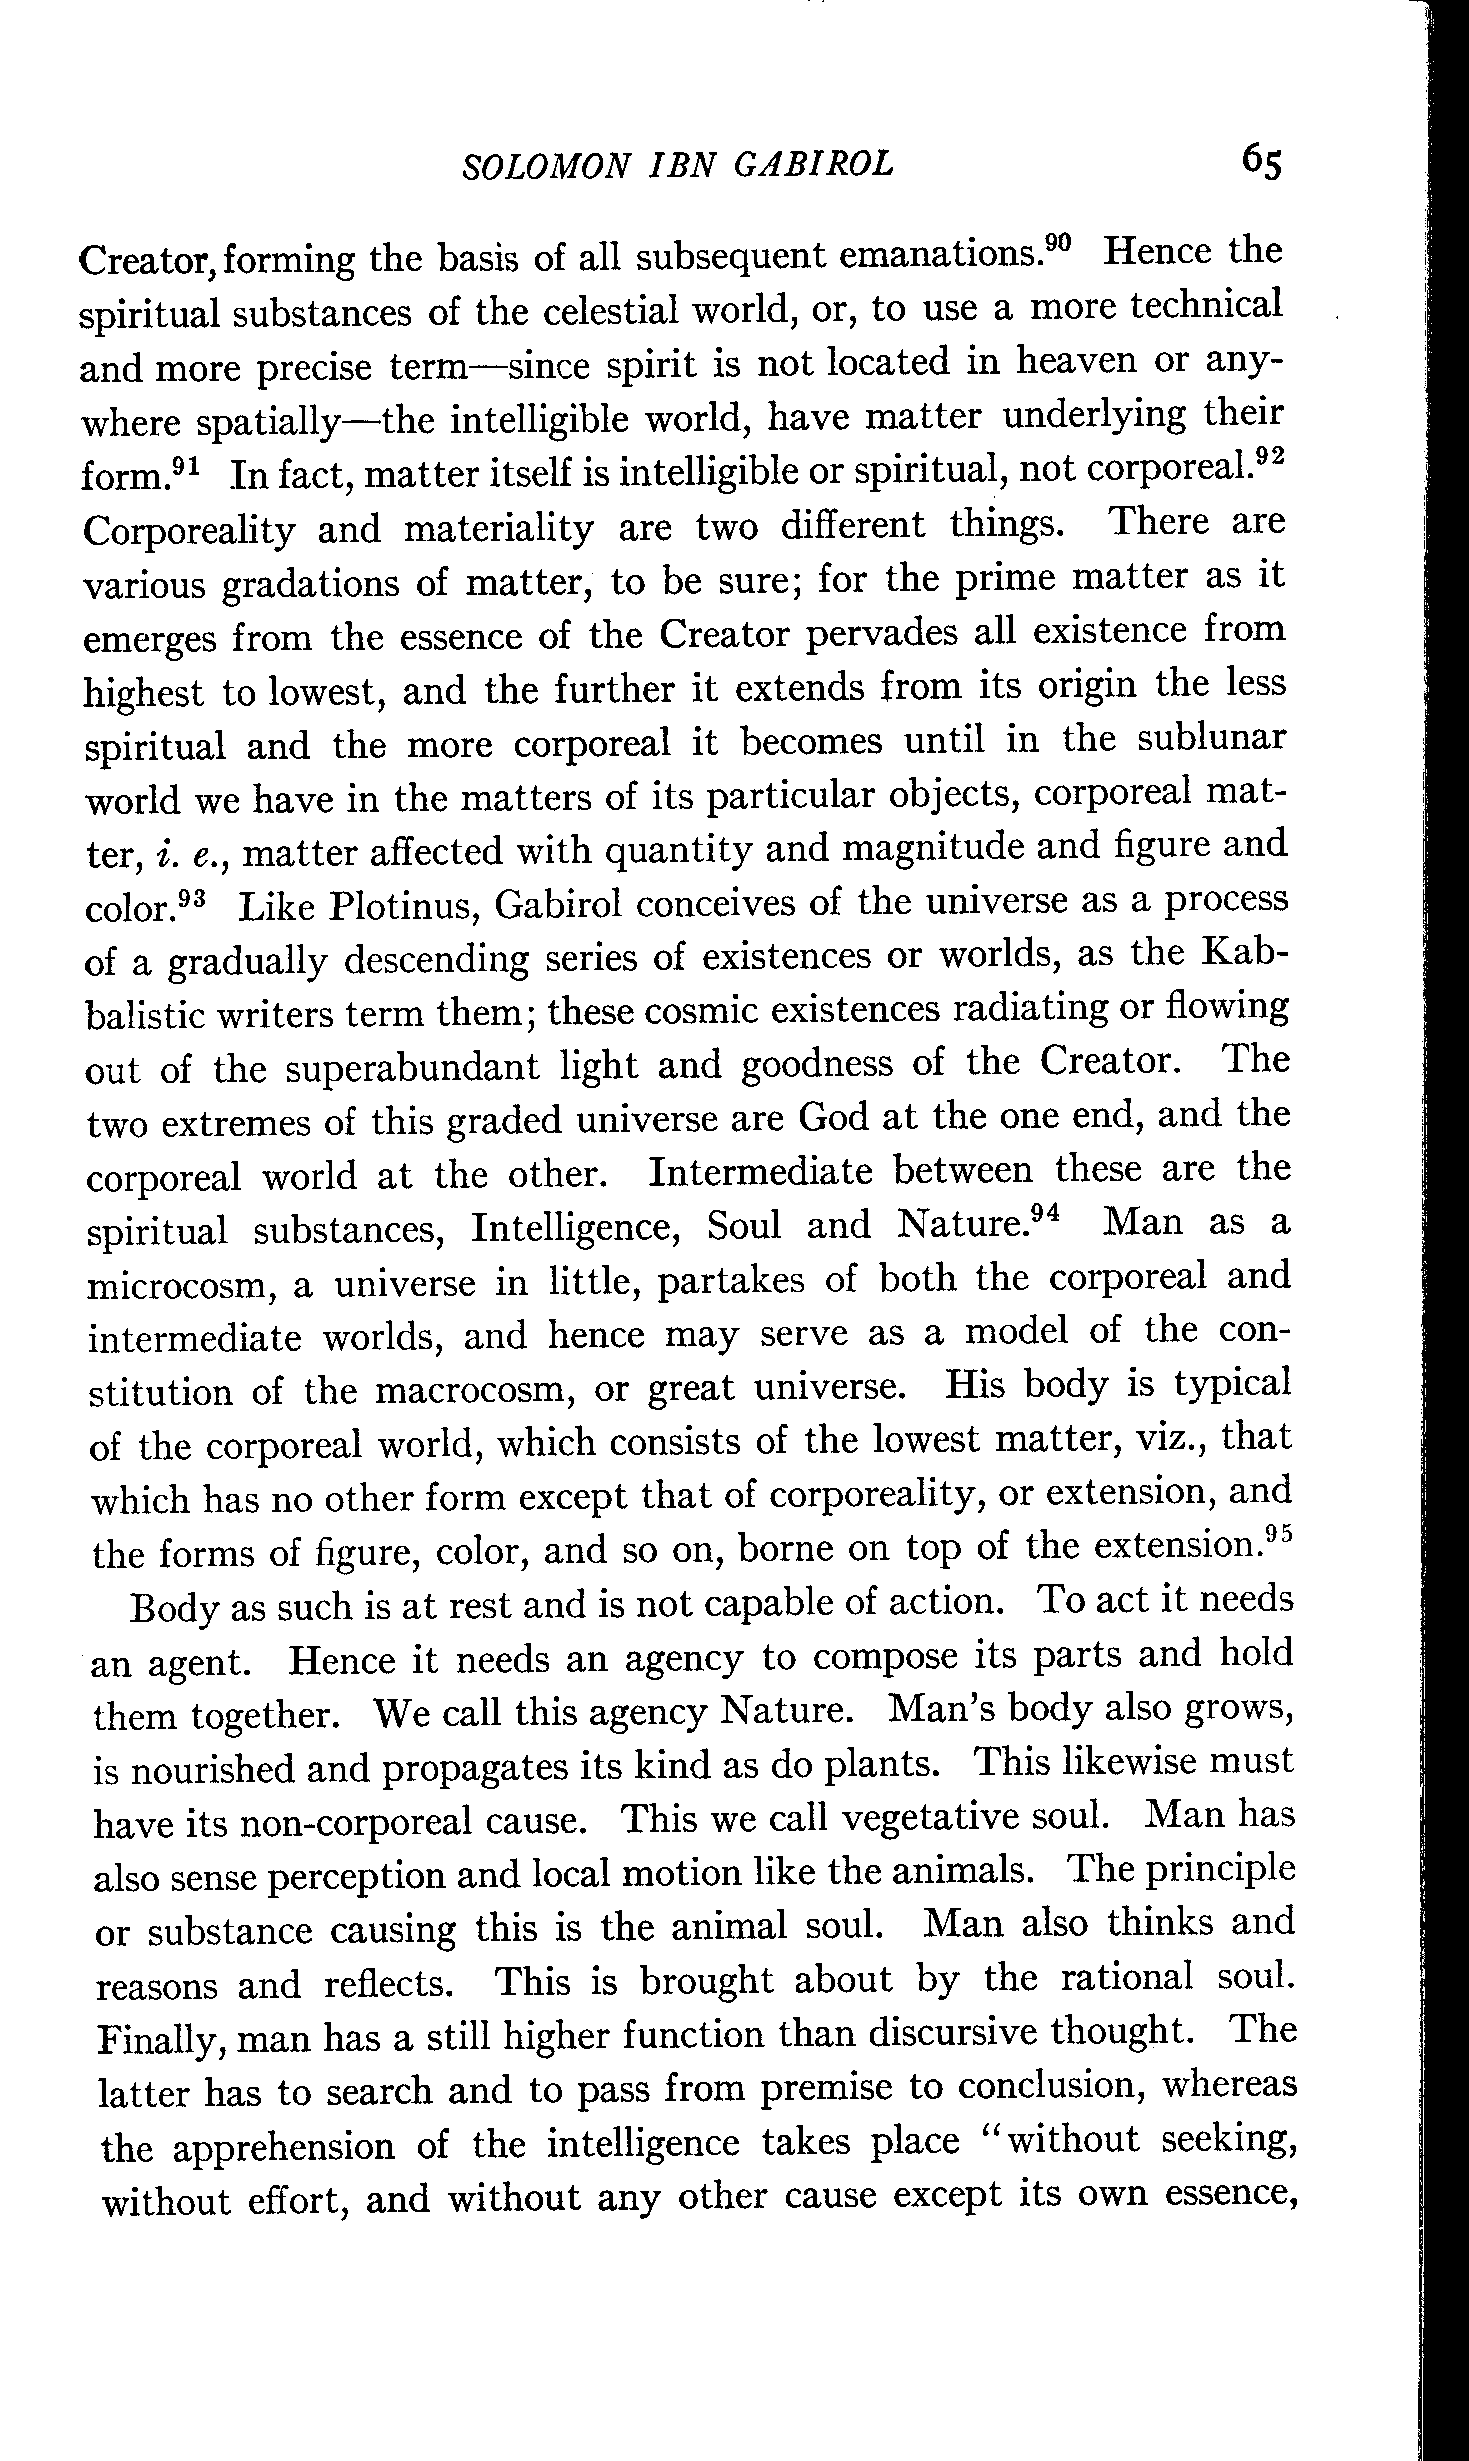 SOLOMON IBN GABIROL 65
Creator, forming the basis of all subsequent emanations.⁹⁰ Hence the
spiritual substances of the celestial world, or, to use a more technical
and more precise term—since spirit is not located in heaven or any-
where spatially—the intelligible world, have matter underlying their
form.⁹¹ In fact, matter itself is intelligible or spiritual, not corporeal.⁹²
Corporeality and materiality are two different things. There are
various gradations of matter, to be sure; for the prime matter as it
emerges from the essence of the Creator pervades all existence from
highest to lowest, and the further it extends from its origin the less
spiritual and the more corporeal it becomes until in the sublunar
world we have in the matters of its particular objects, corporeal mat-
ter, i. e., matter affected with quantity and magnitude and figure and
color.⁹³ Like Plotinus, Gabirol conceives of the universe as a process
of a gradually descending series of existences or worlds, as the Kab-
balistic writers term them; these cosmic existences radiating or flowing
out of the superabundant light and goodness of the Creator. The
two extremes of this graded universe are God at the one end, and the
corporeal world at the other. Intermediate between these are the
spiritual substances, Intelligence, Soul and Nature.⁹⁴ Man as a
microcosm, a universe in little, partakes of both the corporeal and
intermediate worlds, and hence may serve as a model of the con-
stitution of the macrocosm, or great universe. His body is typical
of the corporeal world, which consists of the lowest matter, viz., that
which has no other form except that of corporeality, or extension, and
the forms of figure, color, and so on, borne on top of the extension.⁹⁵
Body as such is at rest and is not capable of action. To act it needs
an agent. Hence it needs an agency to compose its parts and hold
them together. We call this agency Nature. Man's body also grows,
is nourished and propagates its kind as do plants. This likewise must
have its non-corporeal cause. This we call vegetative soul. Man has
also sense perception and local motion like the animals. The principle
or substance causing this is the animal soul. Man also thinks and
reasons and reflects. This is brought about by the rational soul.
Finally, man has a still higher function than discursive thought. The
latter has to search and to pass from premise to conclusion, whereas
the apprehension of the intelligence takes place "without seeking,
without effort, and without any other cause except its own essence,